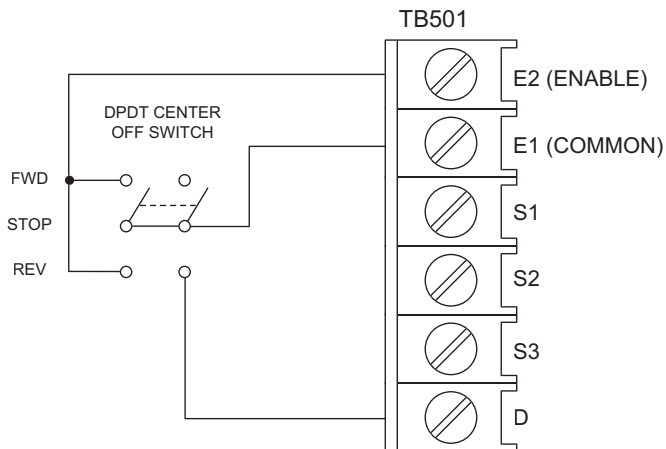 TB501
E2 (ENABLE)
DPDT CENTER
OFF SWITCH
E1 (COMMON)
FWD
S1
STOP
REV
S2
S3
D